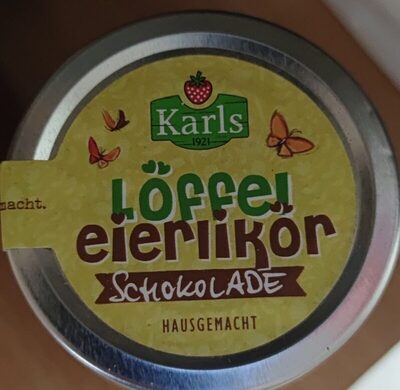 Karls
1921
macht.
Löffel
eierlikör
SCHOKOLADE
HAUSGEMACHT